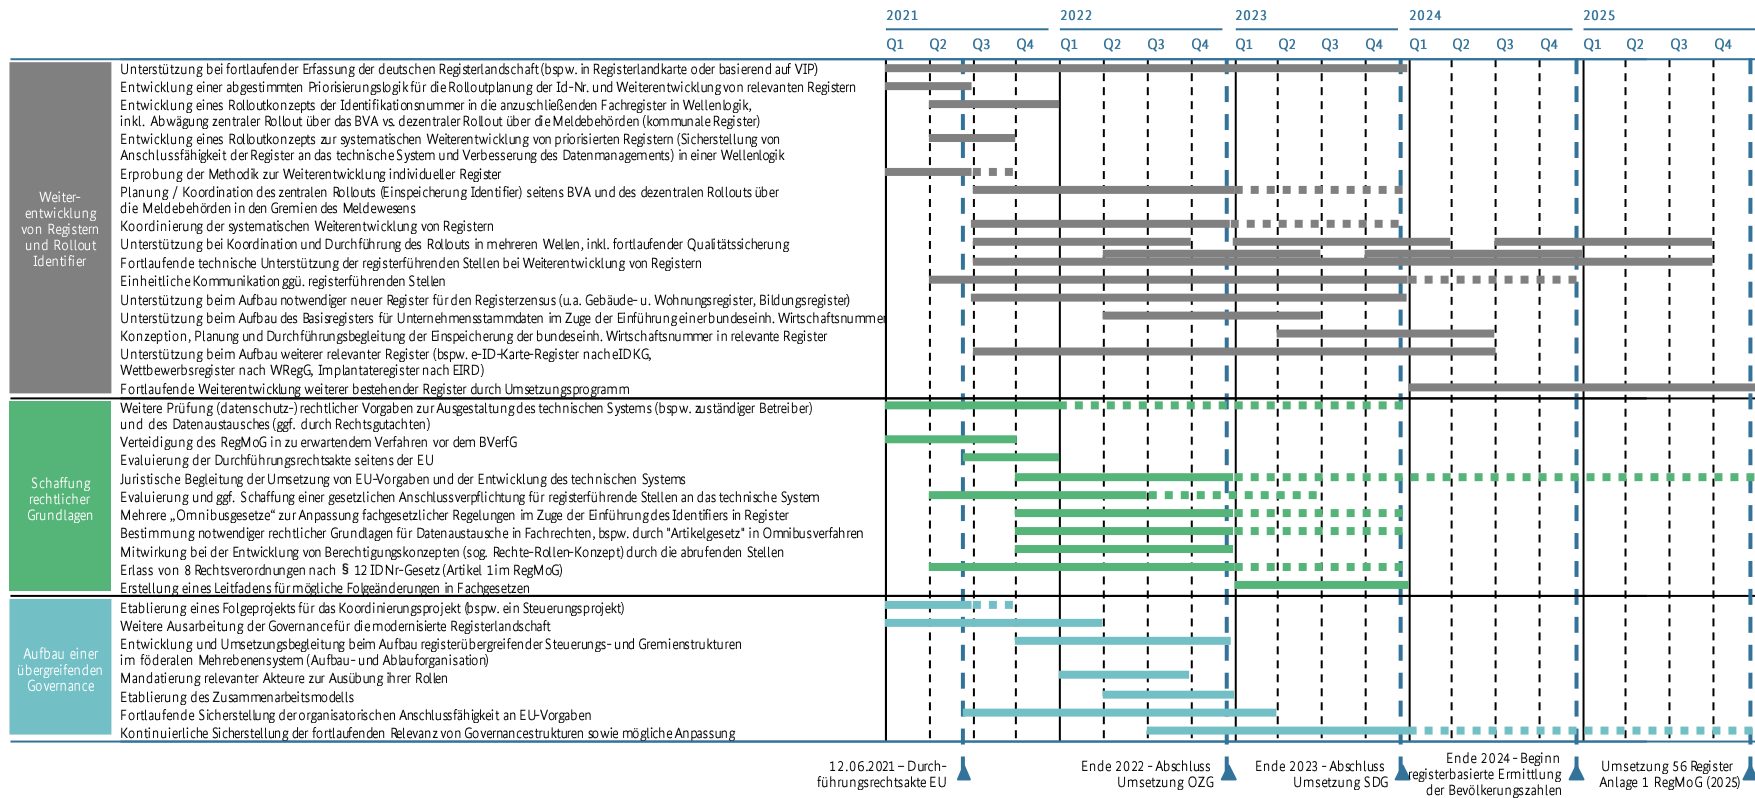 2021 2022 2023 2024 2025
Q1 Q2 Q3 Q4 Q1 Q2 Q3 Q4 Q1 Q2 Q3 Q4 Q1 Q2 Q3 Q4 Q1 Q2 Q3 Q4
Weiter-
entwicklung
von Registern
und Rollout
Identifier
Unterstützung bei fortlaufender Erfassung der deutschen Registerlandschaft (bspw. in Registerlandkarte oder basierend auf VIP)
Entwicklung einer abgestimmten Priorisierungslogik für die Rolloutplanung der Id-Nr. und Weiterentwicklung von relevanten Registern
Entwicklung eines Rolloutkonzepts der Identifikationsnummer in die anzuschließenden Fachregister in Wellenlogik,
inkl. Abwägung zentraler Rollout über das BVA vs. dezentraler Rollout über die Meldebehörden (kommunale Register)
Entwicklung eines Rolloutkonzepts zur systematischen Weiterentwicklung von priorisierten Registern (Sicherstellung von
Anschlussfähigkeit der Register an das technische System und Verbesserung des Datenmanagements) in einer Wellenlogik
Erprobung der Methodik zur Weiterentwicklung individueller Register
Planung / Koordination des zentralen Rollouts (Einspeicherung Identifier) seitens BVA und des dezentralen Rollouts über
die Meldebehörden in den Gremien des Meldewesens
Koordinierung der systematischen Weiterentwicklung von Registern
Unterstützung bei Koordination und Durchführung des Rollouts in mehreren Wellen, inkl. fortlaufender Qualitätssicherung
Fortlaufende technische Unterstützung der registerführenden Stellen bei Weiterentwicklung von Registern
Einheitliche Kommunikation ggü. registerführenden Stellen
Unterstützung beim Aufbau notwendiger neuer Register für den Registerzensus (u.a. Gebäude- u. Wohnungsregister, Bildungsregister)
Unterstützung beim Aufbau des Basisregisters für Unternehmensstammdaten im Zuge der Einführung einer bundeseinh. Wirtschaftsnummer
Konzeption, Planung und Durchführungsbegleitung der Einspeicherung der bundeseinh. Wirtschaftsnummer in relevante Register
Unterstützung beim Aufbau weiterer relevanter Register (bspw. e-ID-Karte-Register nach eIDKG,
Wettbewerbsregister nach WRegG, Implantateregister nach EIRD)
Fortlaufende Weiterentwicklung weiterer bestehender Register durch Umsetzungsprogramm
Schaffung
rechtlicher
Grundlagen
Weitere Prüfung (datenschutz-) rechtlicher Vorgaben zur Ausgestaltung des technischen Systems (bspw. zuständiger Betreiber)
und des Datenaustausches (ggf. durch Rechtsgutachten)
Verteidigung des RegMoG in zu erwartendem Verfahren vor dem BVerfG
Evaluierung der Durchführungsrechtsakte seitens der EU
Juristische Begleitung der Umsetzung von EU-Vorgaben und der Entwicklung des technischen Systems
Evaluierung und ggf. Schaffung einer gesetzlichen Anschlussverpflichtung für registerführende Stellen an das technische System
Mehrere „Omnibusgesetze“ zur Anpassung fachgesetzlicher Regelungen im Zuge der Einführung des Identifiers in Register
Bestimmung notwendiger rechtlicher Grundlagen für Datenaustausche in Fachrechten, bspw. durch "Artikelgesetz" in Omnibusverfahren
Mitwirkung bei der Entwicklung von Berechtigungskonzepten (sog. Rechte-Rollen-Konzept) durch die abrufenden Stellen
Erlass von 8 Rechtsverordnungen nach § 12 IDNr-Gesetz (Artikel 1 im RegMoG)
Erstellung eines Leitfadens für mögliche Folgeänderungen in Fachgesetzen
Aufbau einer
übergreifenden
Governance
Etablierung eines Folgeprojekts für das Koordinierungsprojekt (bspw. ein Steuerungsprojekt)
Weitere Ausarbeitung der Governance für die modernisierte Registerlandschaft
Entwicklung und Umsetzungsbegleitung beim Aufbau registerübergreifender Steuerungs- und Gremienstrukturen
im föderalen Mehrebenensystem (Aufbau- und Ablauforganisation)
Mandatierung relevanter Akteure zur Ausübung ihrer Rollen
Etablierung des Zusammenarbeitsmodells
Fortlaufende Sicherstellung der organisatorischen Anschlussfähigkeit an EU-Vorgaben
Kontinuierliche Sicherstellung der fortlaufenden Relevanz von Governancestrukturen sowie mögliche Anpassung
12.06.2021 – Durch-
führungsrechtsakte EU
Ende 2022 - Abschluss
Umsetzung OZG
Ende 2023 - Abschluss
Umsetzung SDG
Ende 2024 - Beginn
registerbasierte Ermittlung
der Bevölkerungszahlen
Umsetzung 56 Register
Anlage 1 RegMoG (2025)